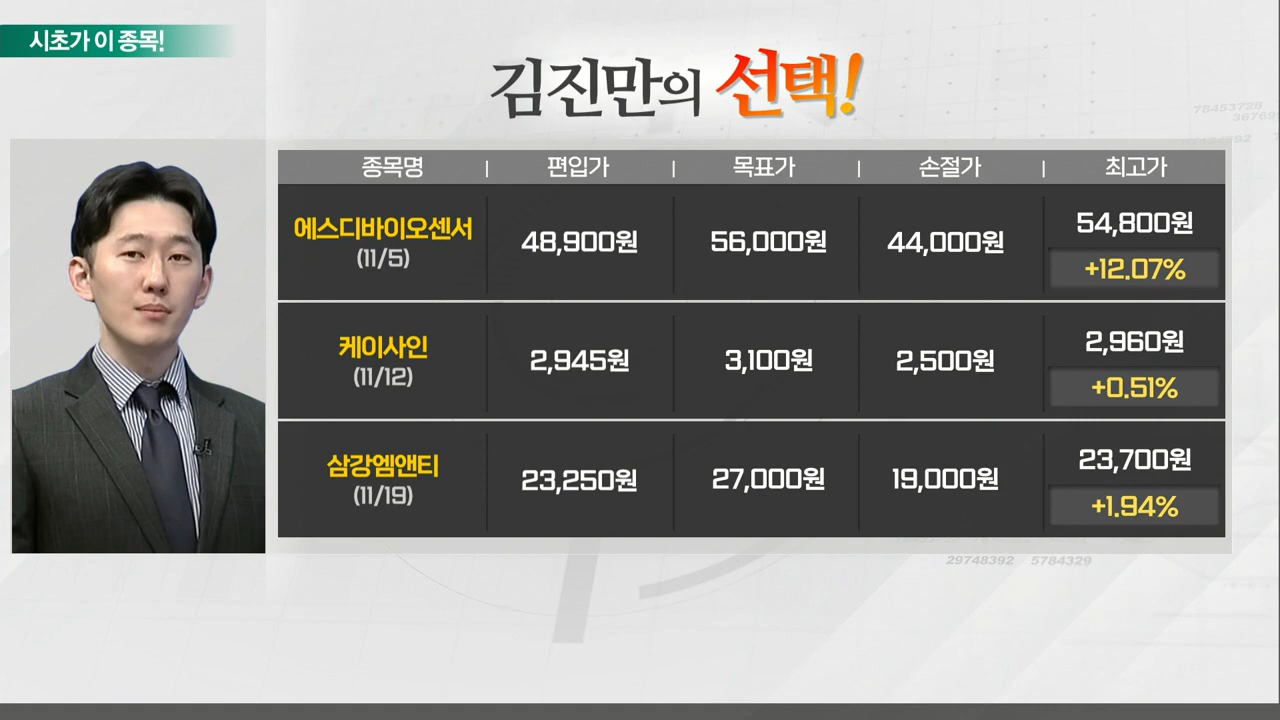 시초가 이 종목!
김진만의 선택!
종목명 | 편입가 | 목표가 | 손절가 | 최고가
에스디바이오센서
(11/5)
48,900원
56,000원
44,000원
54,800원
+12.07%
케이사인
(11/12)
2,945원
3,100원
2,500원
2,960원
+0.51%
삼강엠앤티
(11/19)
23,250원
27,000원
19,000원
23,700원
+1.94%
78453728
29748392 5784329